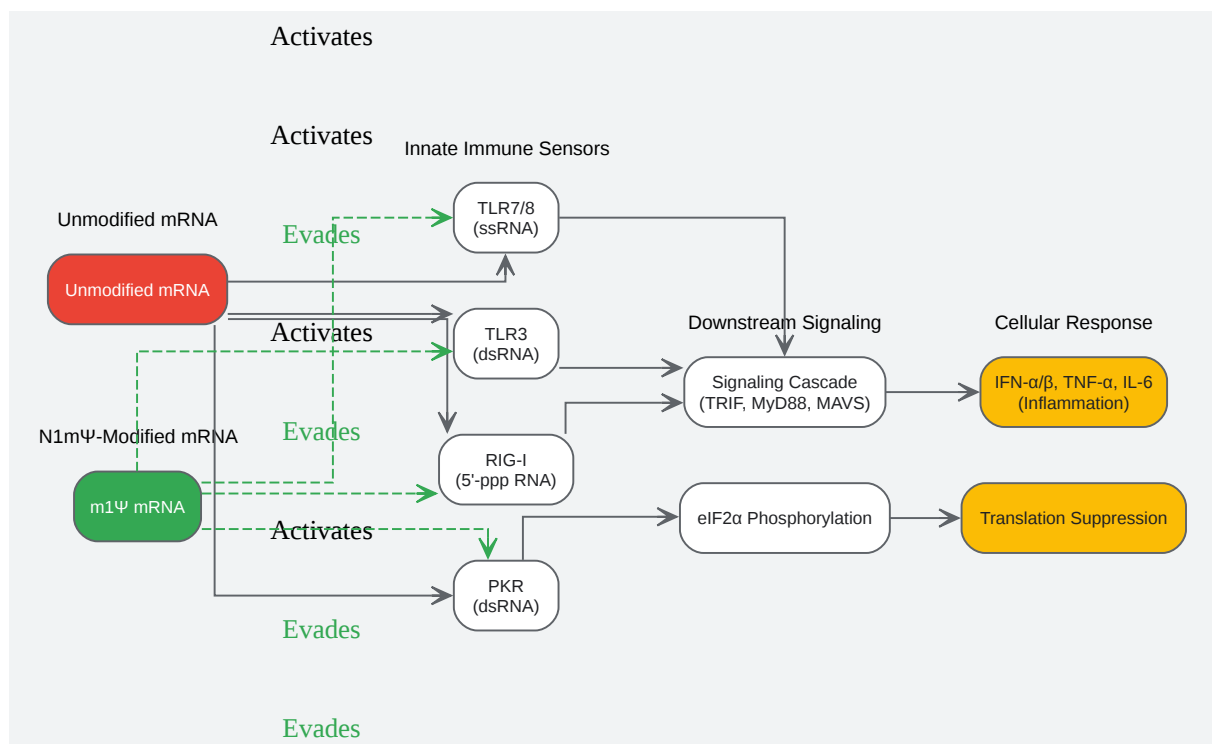 Activates
Activates
Innate Immune Sensors
TLR7/8
(ssRNA)
Unmodified mRNA
Evades
Unmodified mRNA
Activates
TLR3
(dsRNA)
Downstream Signaling
Cellular Response
Signaling Cascade
(TRIF, MyD88, MAVS)
IFN-α/β, TNF-α, IL-6
(Inflammation)
N1mΨ-Modified mRNA
Evades
RIG-I
(5'-ppp RNA)
m1Ψ mRNA
eIF2α Phosphorylation
Translation Suppression
Activates
PKR
(dsRNA)
Evades
Evades